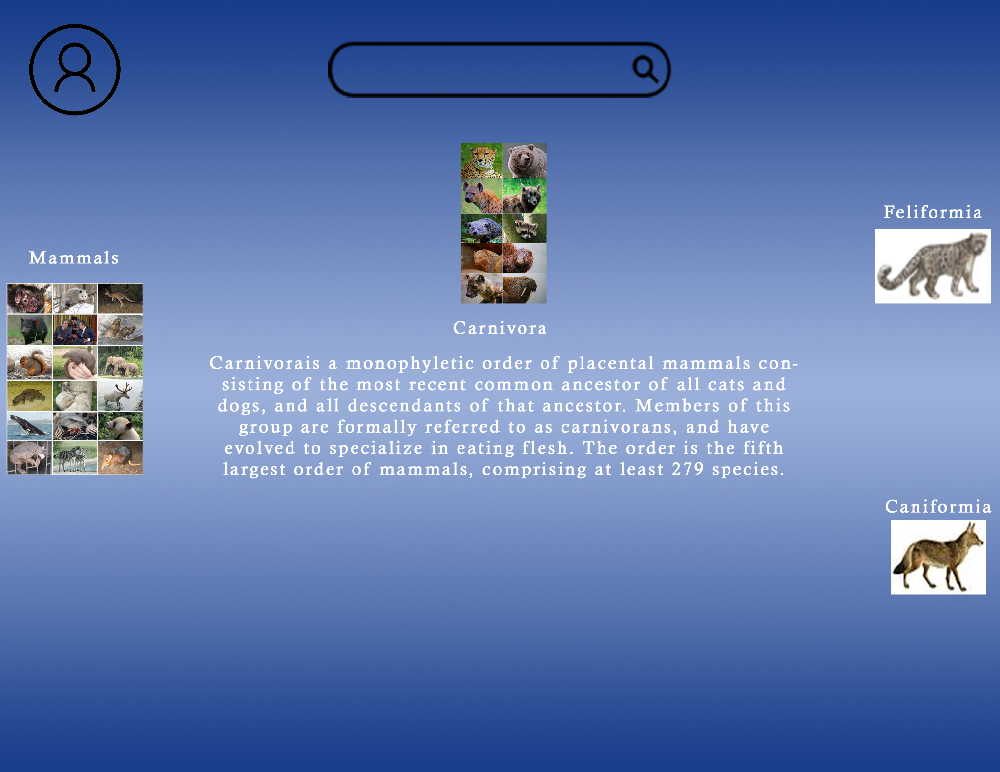 Feliformia
Mammals
Carnivora
Carnivorais a monophyletic order of placental mammals con-
sisting of the most recent common ancestor of all cats and
dogs, and all descendants of that ancestor. Members of this
group are formally referred to as carnivorans, and have
evolved to specialize in eating flesh. The order is the fifth
largest order of mammals, comprising at least 279 species.
Caniformia